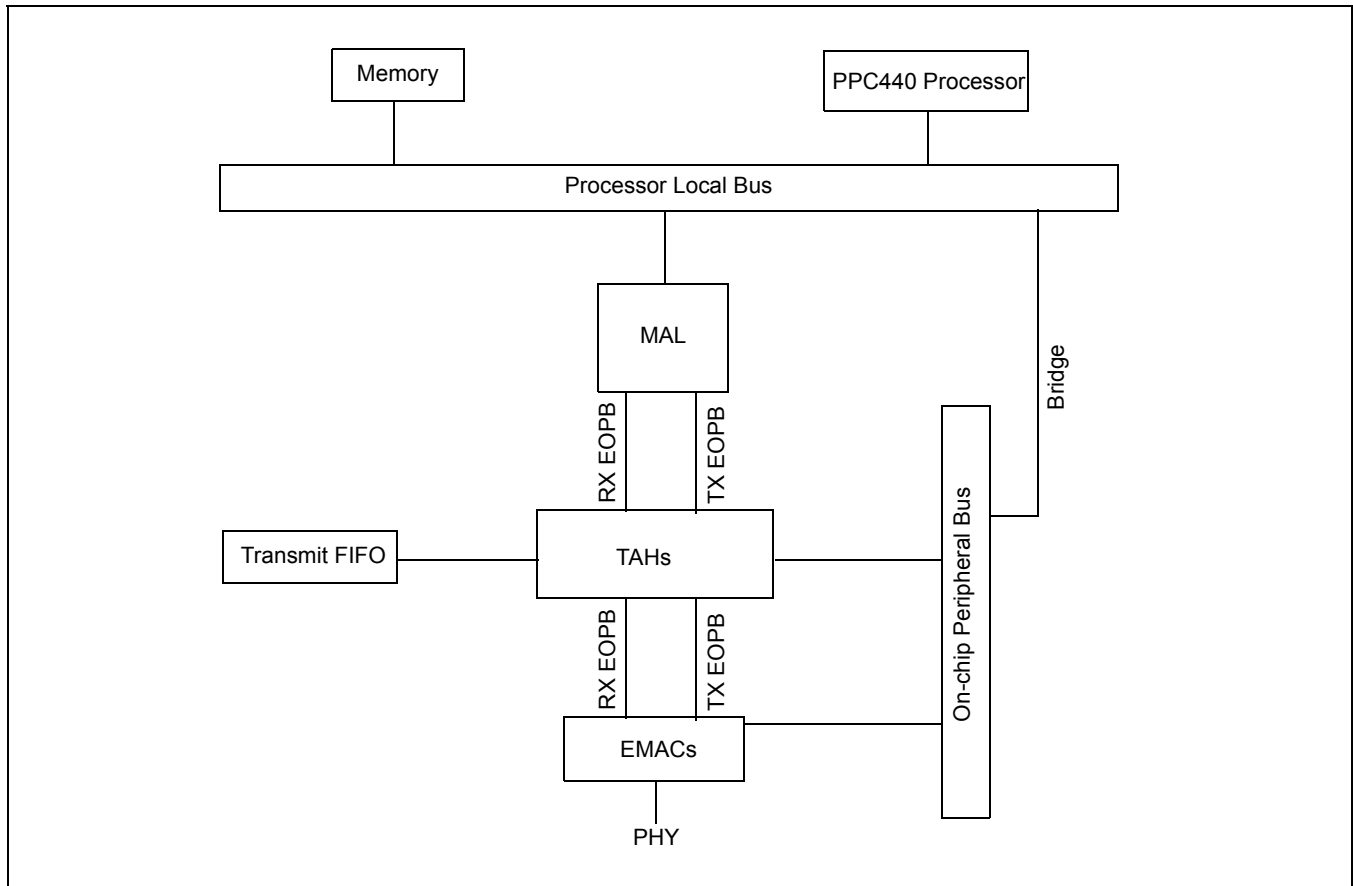 Memory
PPC440 Processor
Processor Local Bus
MAL
Bridge
RX EOPB
TX EOPB
Transmit FIFO
TAHs
On-chip Peripheral Bus
RX EOPB
TX EOPB
EMACs
PHY